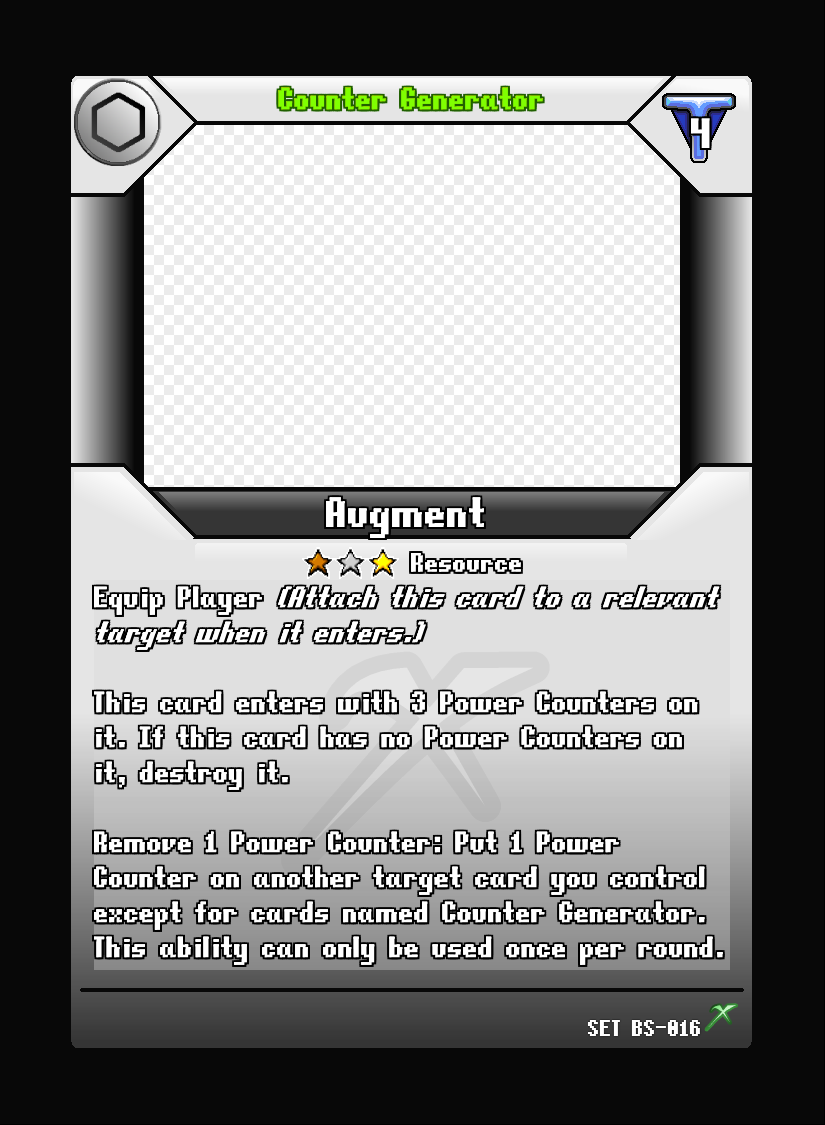 Counter Generator
4
Augment
Resource
Equip Player (Attach this card to a relevant
target when it enters.)
This card enters with 3 Power Counters on
it. If this card has no Power Counters on
it, destroy it.
Remove 1 Power Counter: Put 1 Power
Counter on another target card you control
except for cards named Counter Generator.
This ability can only be used once per round.
SET BS-016